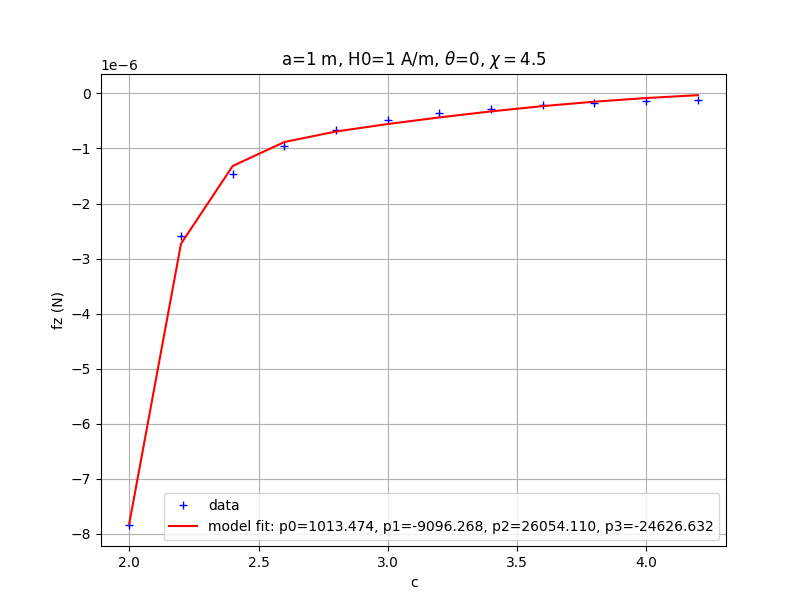 a=1 m, H0=1 A/m, θ=0, χ = 4.5
1e−6
0
−1
−2
−3
−4
−5
−6
−7
−8
fz (N)
data
model fit: p0=1013.474, p1=-9096.268, p2=26054.110, p3=-24626.632
2.0 2.5 3.0 3.5 4.0
c